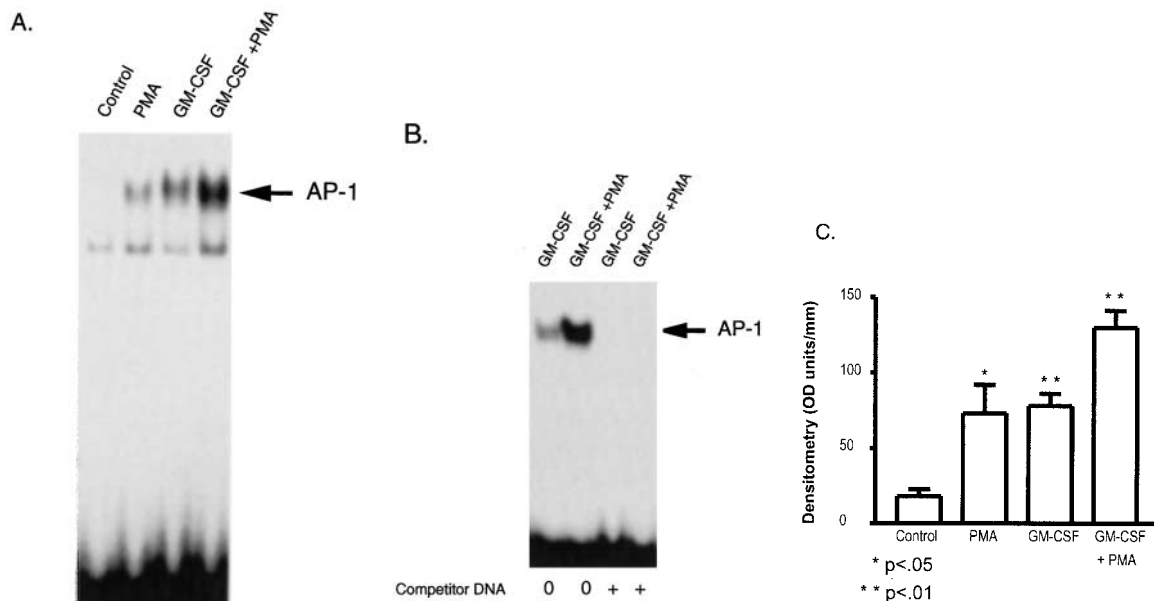 A.
Control
PMA
GM-CSF
GM-CSF +PMA
AP-1
B.
GM-CSF
GM-CSF +PMA
GM-CSF
GM-CSF +PMA
AP-1
Competitor DNA 0 0 + +
C.
Densitometry (OD units/mm)
150
100
50
0
*
* *
* *
Control PMA GM-CSF GM-CSF
+ PMA
* p<.05
* * p<.01